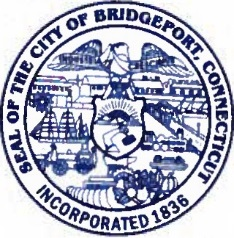 SEAL OF THE CITY OF BRIDGEPORT, CONNECTICUT
INCORPORATED 1836